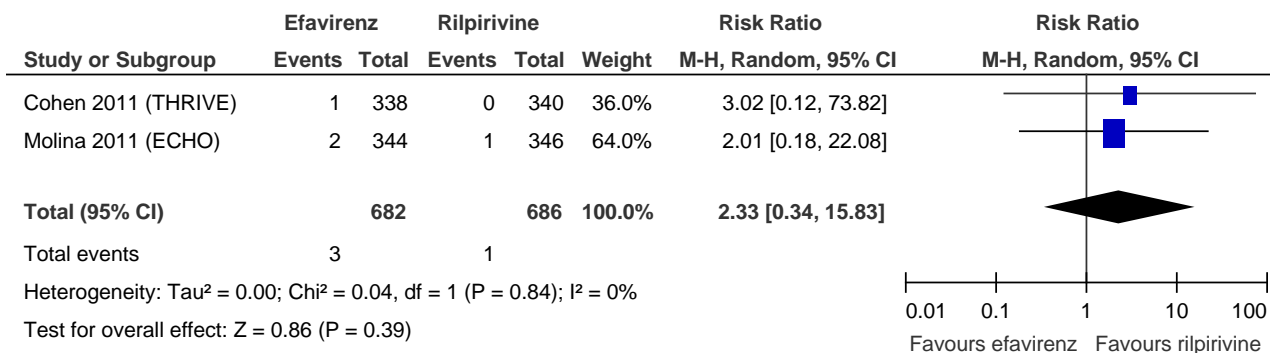 Efavirenz Rilpirivine Risk Ratio Risk Ratio
Study or Subgroup Events Total Events Total Weight M-H, Random, 95% CI M-H, Random, 95% CI
Cohen 2011 (THRIVE) 1 338 0 340 36.0% 3.02 [0.12, 73.82]
Molina 2011 (ECHO) 2 344 1 346 64.0% 2.01 [0.18, 22.08]
Total (95% CI) 682 686 100.0% 2.33 [0.34, 15.83]
Total events 3 1
Heterogeneity: Tau² = 0.00; Chi² = 0.04, df = 1 (P = 0.84); I² = 0%
Test for overall effect: Z = 0.86 (P = 0.39)
0.01 0.1 1 10 100
Favours efavirenz Favours rilpirivine